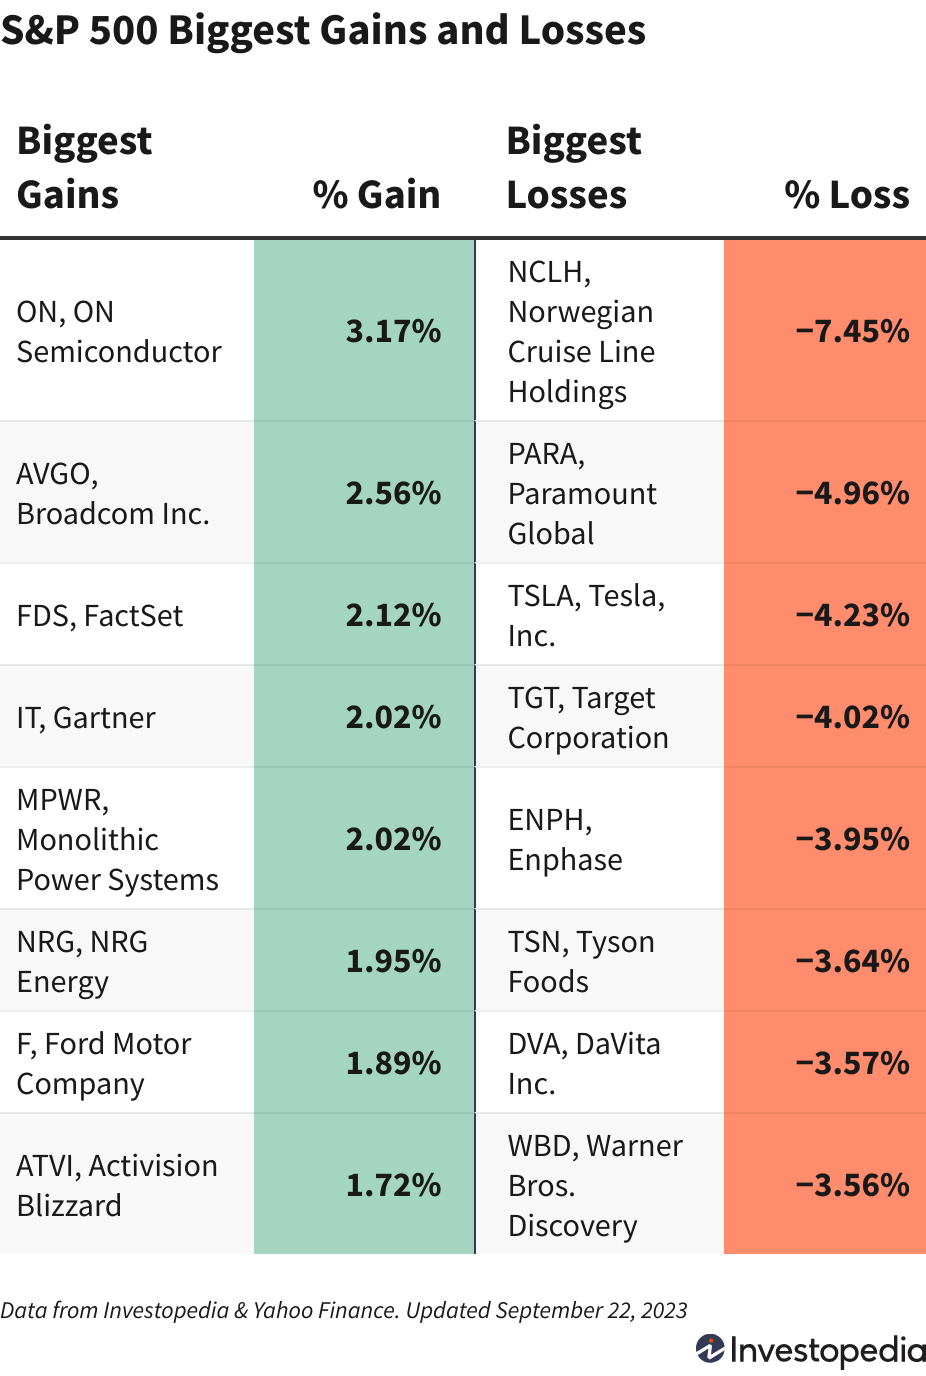 S&P 500 Biggest Gains and Losses
Biggest
Gains
% Gain
Biggest
Losses
% Loss
ON, ON
Semiconductor
3.17%
NCLH,
Norwegian
Cruise Line
Holdings
−7.45%
AVGO,
Broadcom Inc.
2.56%
PARA,
Paramount
Global
−4.96%
FDS, FactSet
2.12%
TSLA, Tesla,
Inc.
−4.23%
IT, Gartner
2.02%
TGT, Target
Corporation
−4.02%
MPWR,
Monolithic
Power Systems
2.02%
ENPH,
Enphase
−3.95%
NRG, NRG
Energy
1.95%
TSN, Tyson
Foods
−3.64%
F, Ford Motor
Company
1.89%
DVA, DaVita
Inc.
−3.57%
ATVI, Activision
Blizzard
1.72%
WBD, Warner
Bros.
Discovery
−3.56%
Data from Investopedia & Yahoo Finance. Updated September 22, 2023
Investopedia